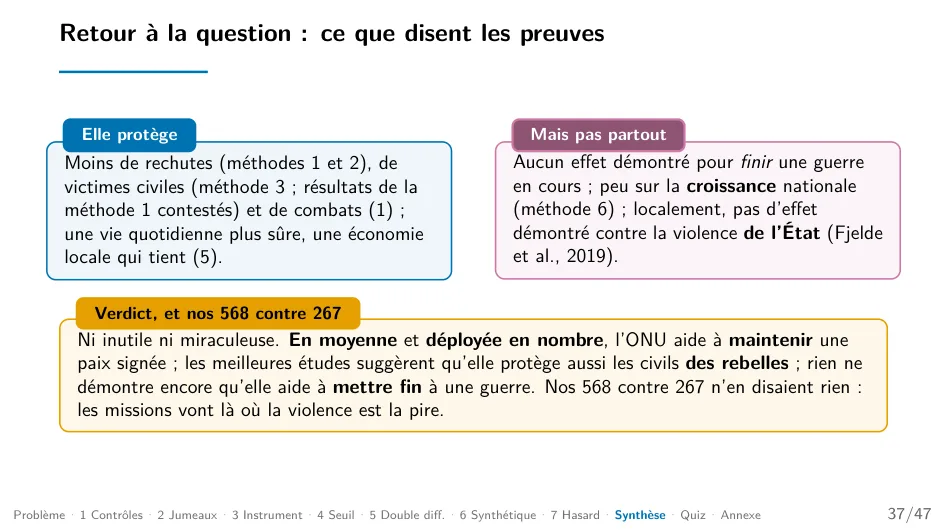 Retour à la question : ce que disent les preuves
Elle protège
Moins de rechutes (méthodes 1 et 2), de
victimes civiles (méthode 3 ; résultats de la
méthode 1 contestés) et de combats (1) ;
une vie quotidienne plus sûre, une économie
locale qui tient (5).
Mais pas partout
Aucun effet démontré pour finir une guerre
en cours ; peu sur la croissance nationale
(méthode 6) ; localement, pas d'effet
démontré contre la violence de l'État (Fjelde
et al., 2019).
Verdict, et nos 568 contre 267
Ni inutile ni miraculeuse. En moyenne et déployée en nombre, l'ONU aide à maintenir une
paix signée ; les meilleures études suggèrent qu'elle protège aussi les civils des rebelles ; rien ne
démontre encore qu'elle aide à mettre fin à une guerre. Nos 568 contre 267 n'en disaient rien :
les missions vont là où la violence est la pire.
Problème · 1 Contrôles · 2 Jumeaux · 3 Instrument · 4 Seuil · 5 Double diff. · 6 Synthétique · 7 Hasard · Synthèse · Quiz · Annexe
37/47